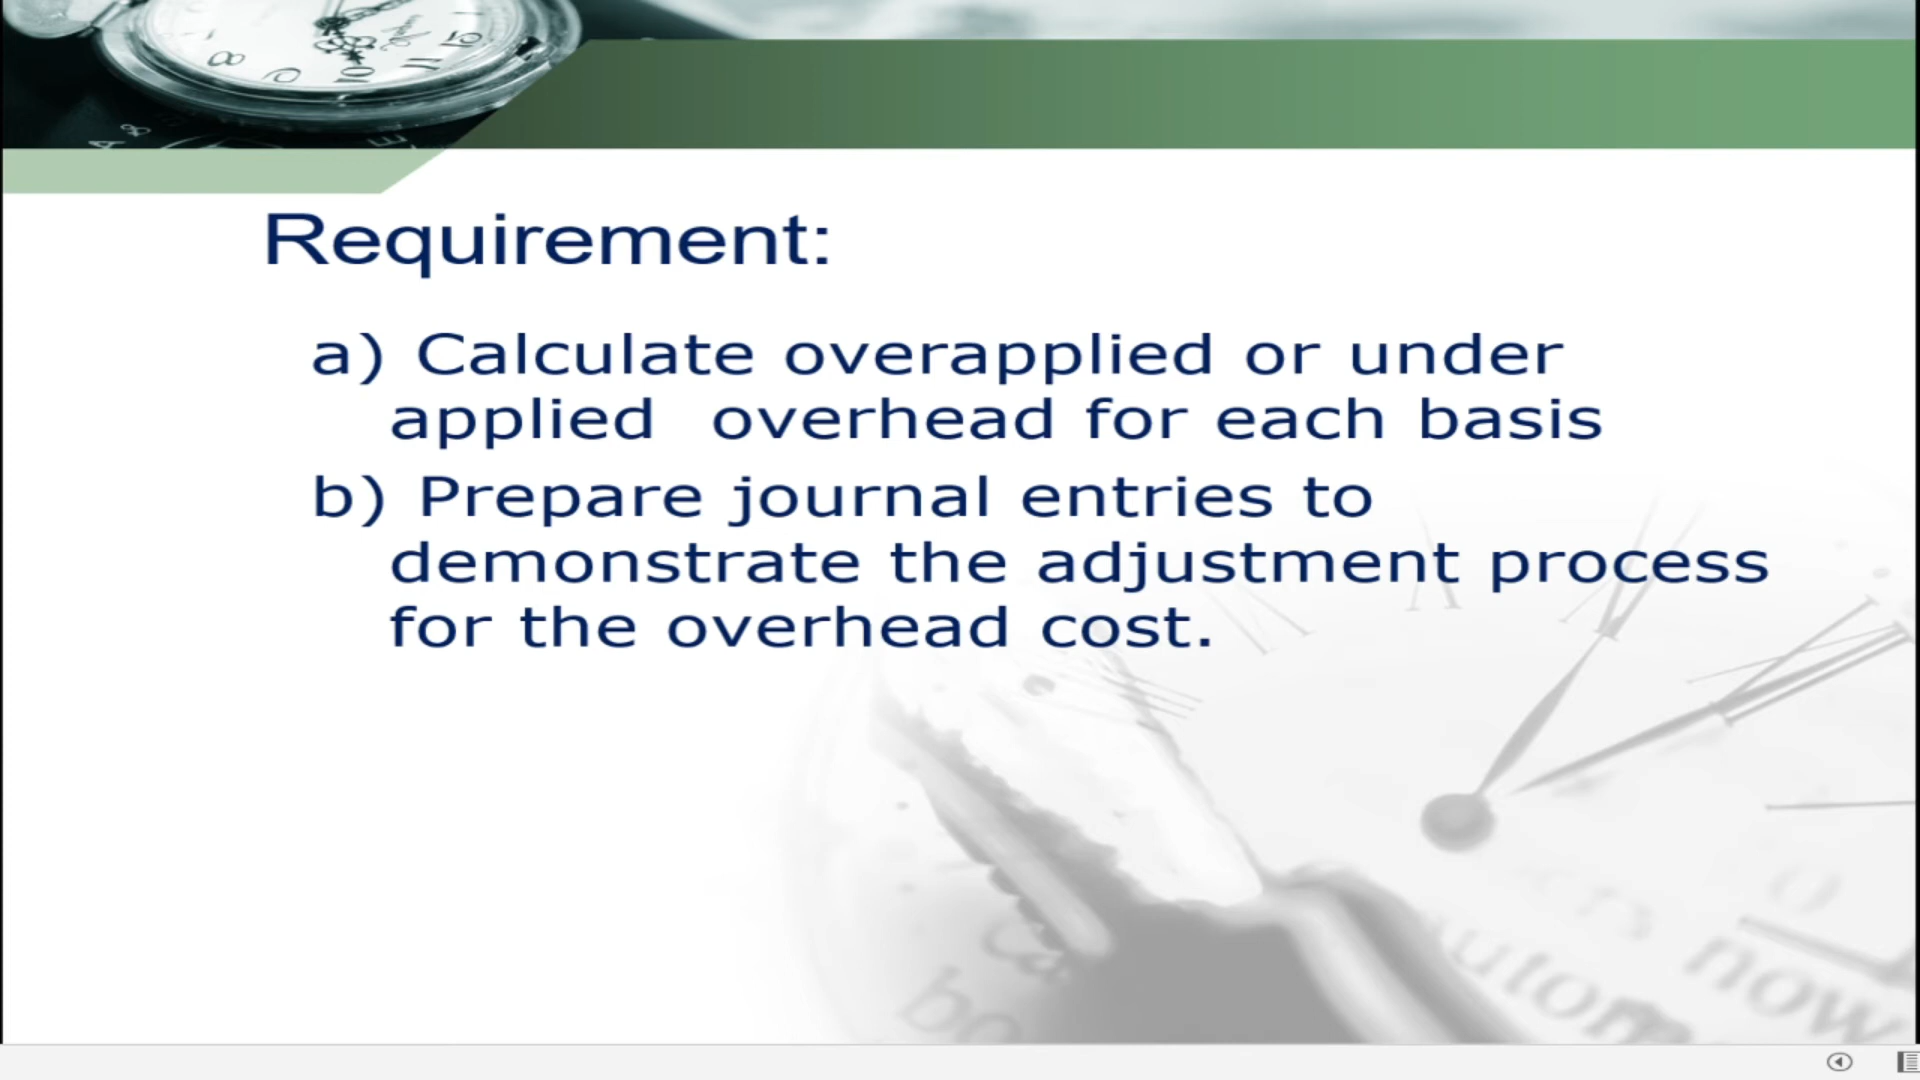 Requirement:
a) Calculate overapplied or under
applied overhead for each basis
b) Prepare journal entries to
demonstrate the adjustment process
for the overhead cost.
now